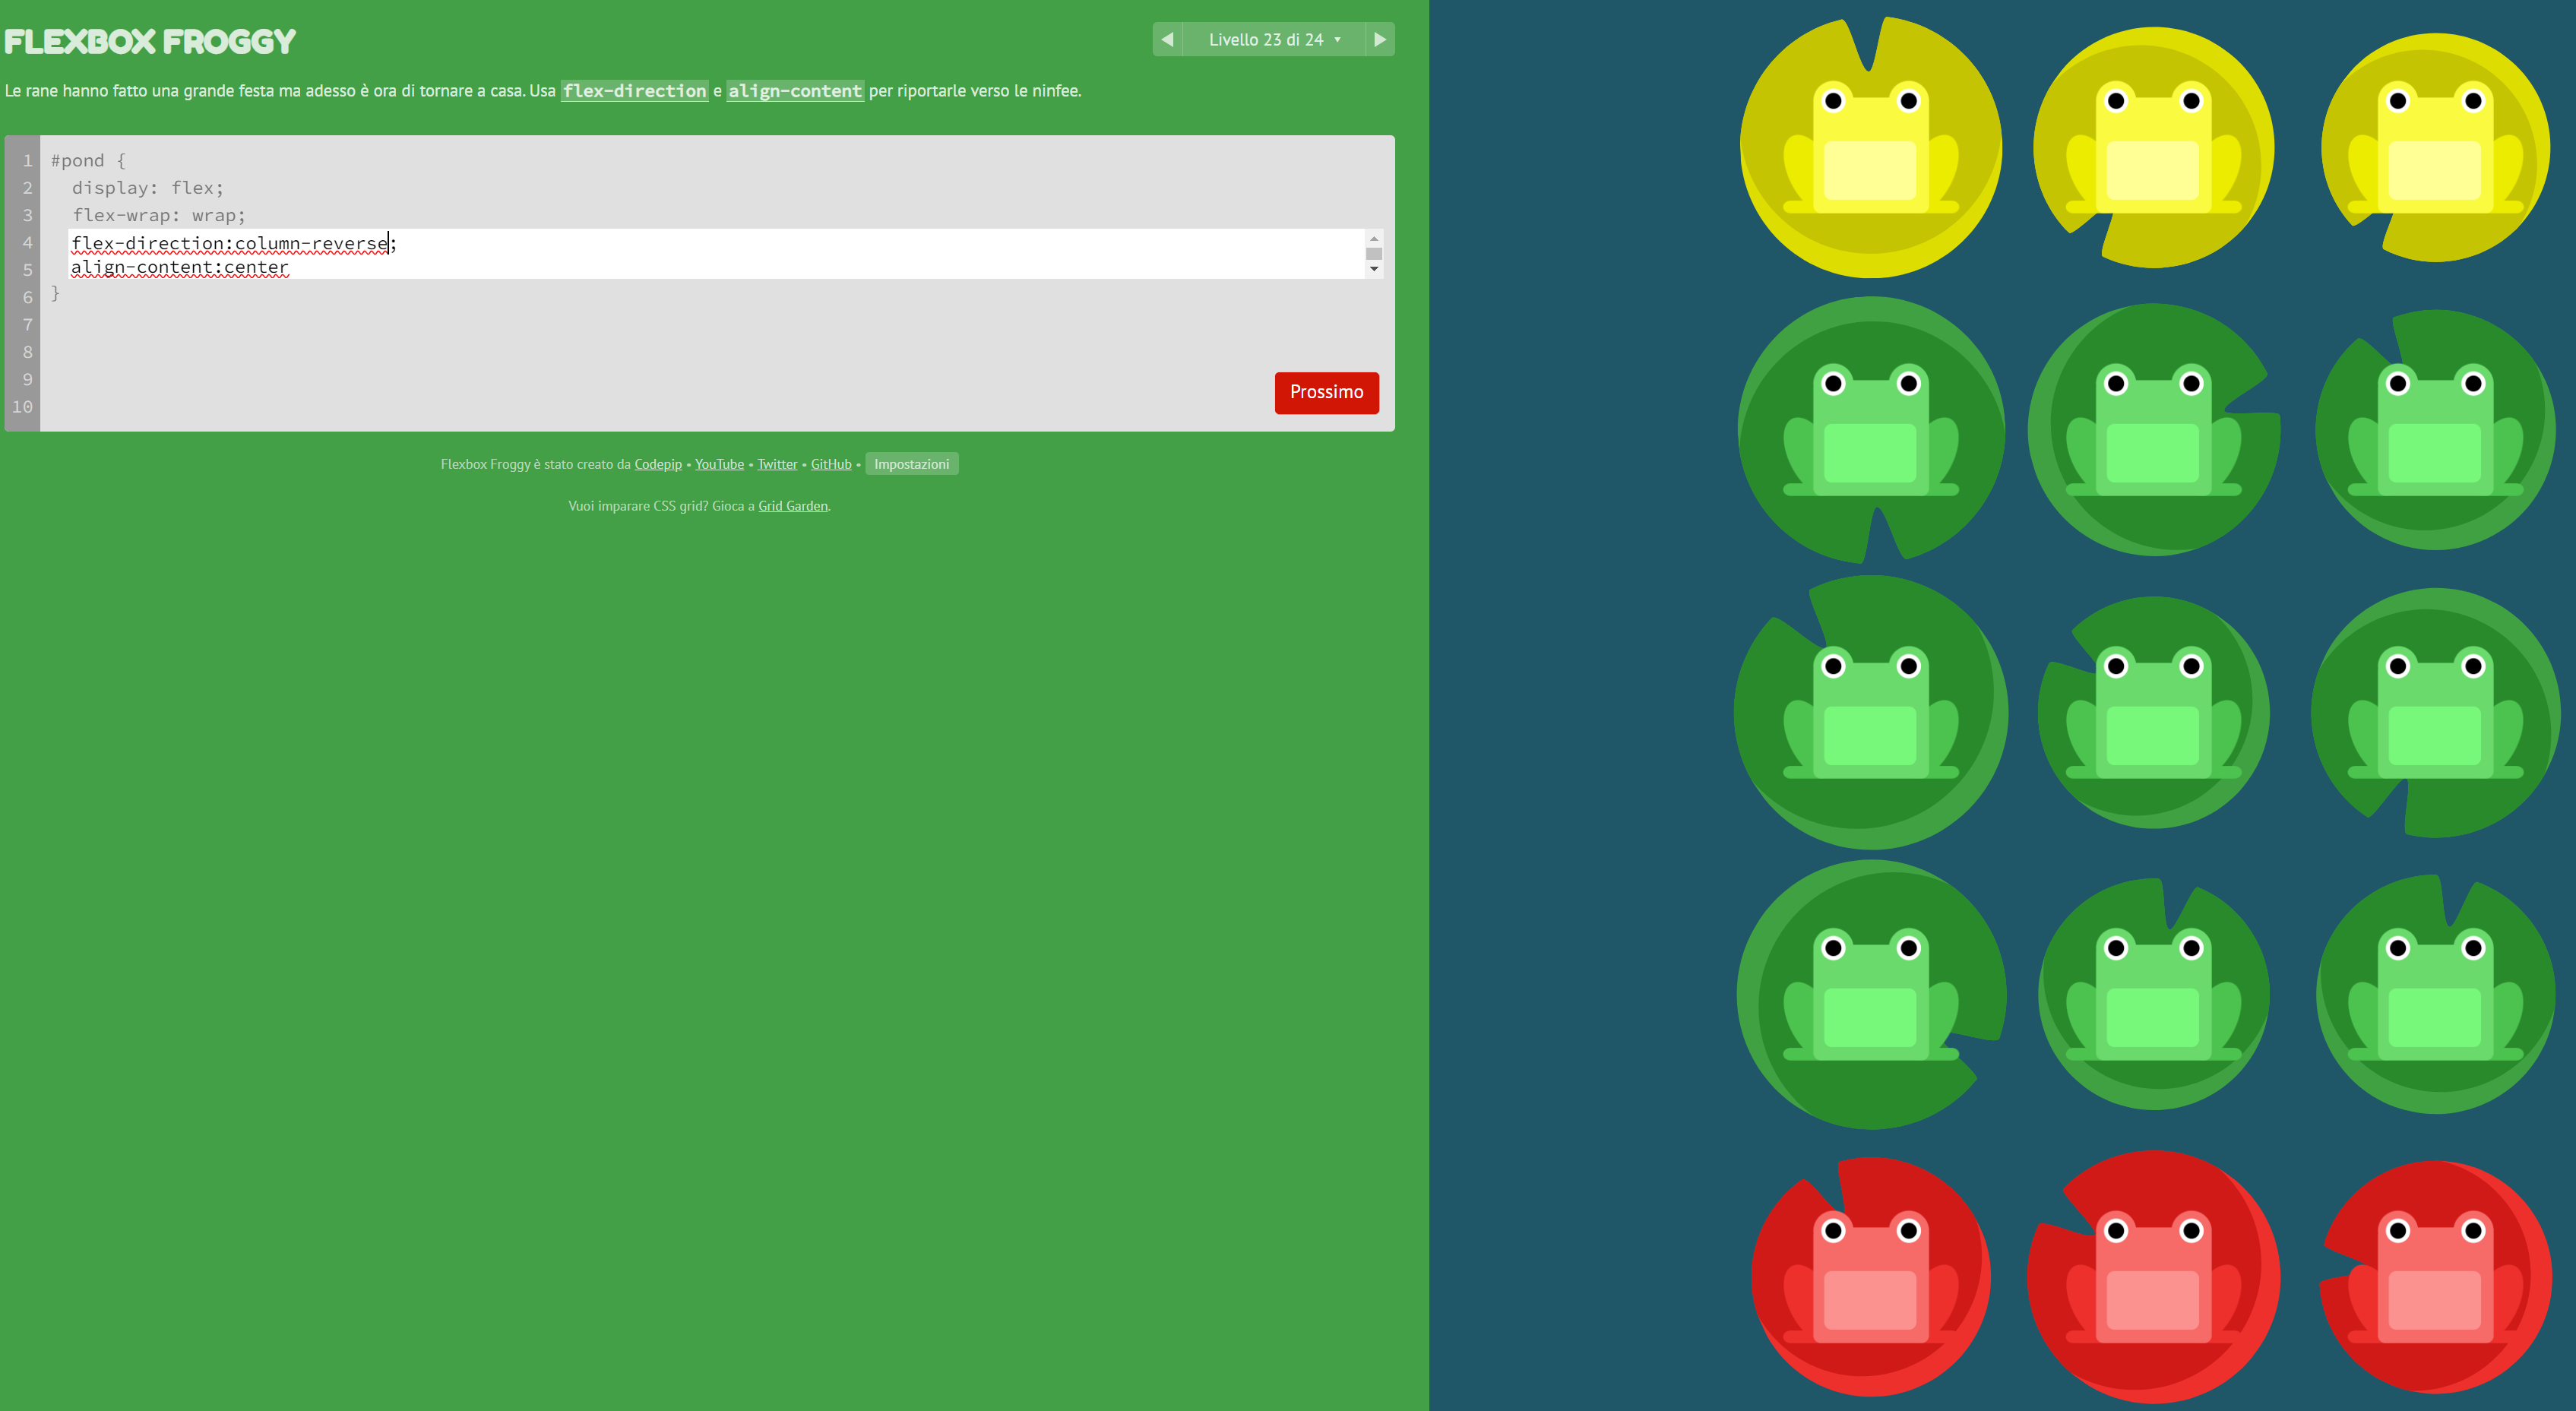 FLEXBOX FROGGY
Livello 23 di 24
Le rane hanno fatto una grande festa ma adesso è ora di tornare a casa. Usa flex-direction e align-content per riportarle verso le ninfee.
1 #pond {
2 display: flex;
3 flex-wrap: wrap;
4 flex-direction:column-reverse;
5 align-content:center
6 }
7
8
9
10
Prossimo
Flexbox Froggy è stato creato da Codepip • YouTube • Twitter • GitHub • Impostazioni
Vuoi imparare CSS grid? Gioca a Grid Garden.